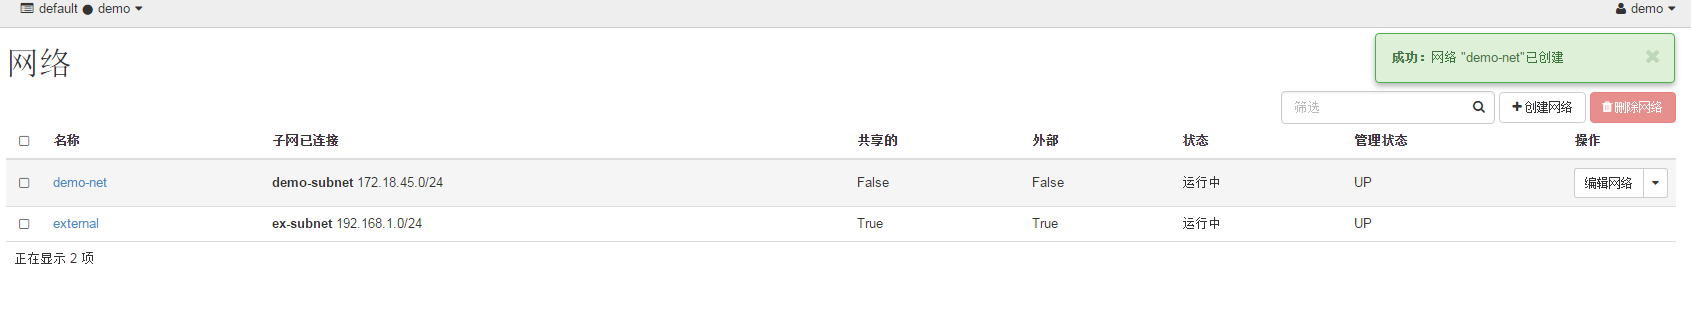 default ● demo demo
网络
成功：网络 "demo-net"已创建
筛选 创建网络 删除网络
名称 子网已连接 共享的 外部 状态 管理状态 操作
demo-net demo-subnet 172.18.45.0/24 False False 运行中 UP 编辑网络
external ex-subnet 192.168.1.0/24 True True 运行中 UP
正在显示 2 项